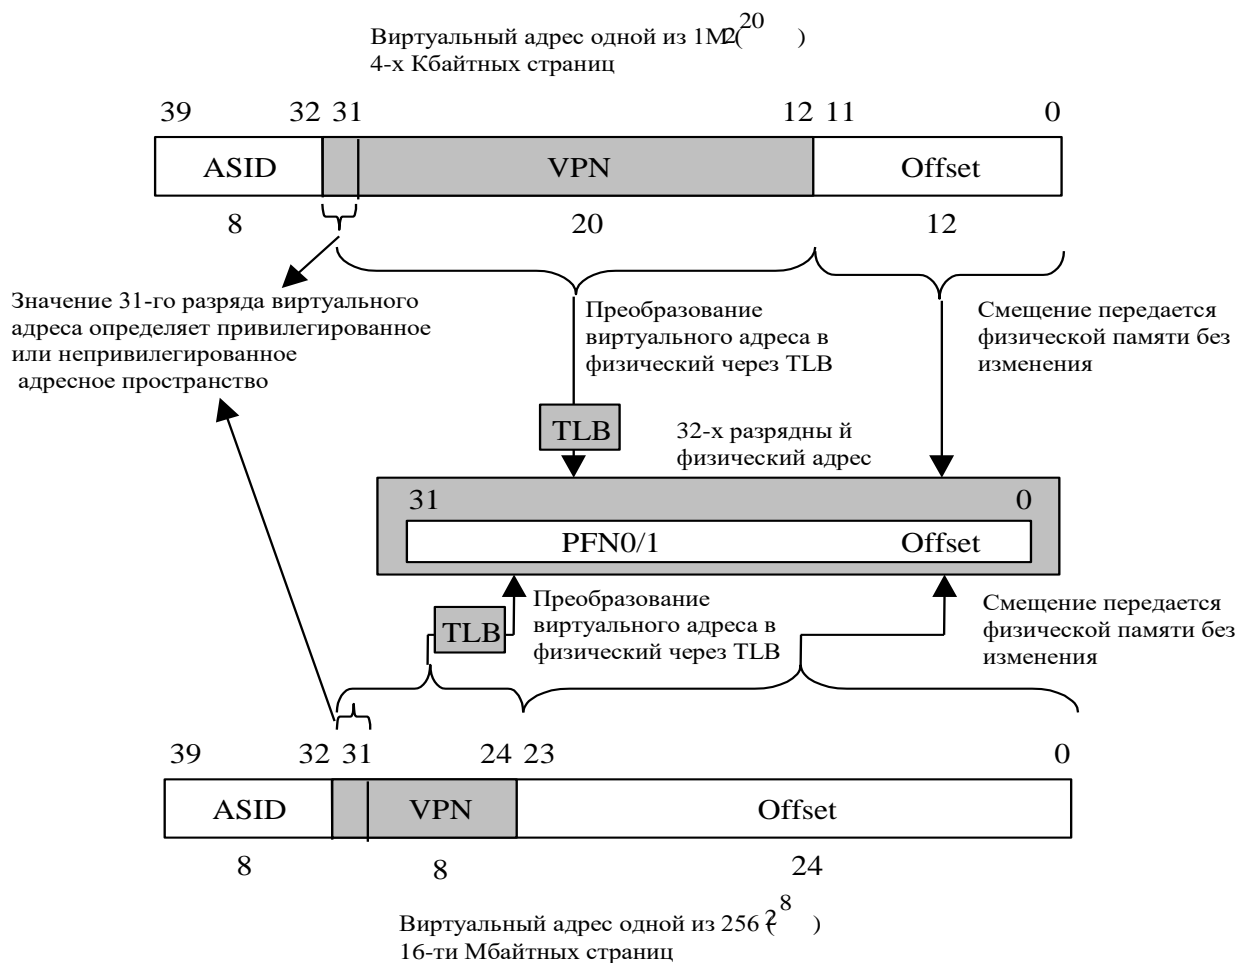 Виртуальный адрес одной из 1М2(20 )
4-х Кбайтных страниц
39 32 31 12 11 0
ASID VPN Offset
8 20 12
Значение 31-го разряда виртуального
адреса определяет привилегированное
или непривилегированное
адресное пространство
Преобразование
виртуального адреса в
физический через TLB
Смещение передается
физической памяти без
изменения
TLB
32-х разрядны й
физический адрес
31 0
PFN0/1 Offset
TLB
Преобразование
виртуального адреса в
физический через TLB
Смещение передается
физической памяти без
изменения
39 32 31 24 23 0
ASID VPN Offset
8 8 24
Виртуальный адрес одной из 256 (28 )
16-ти Мбайтных страниц